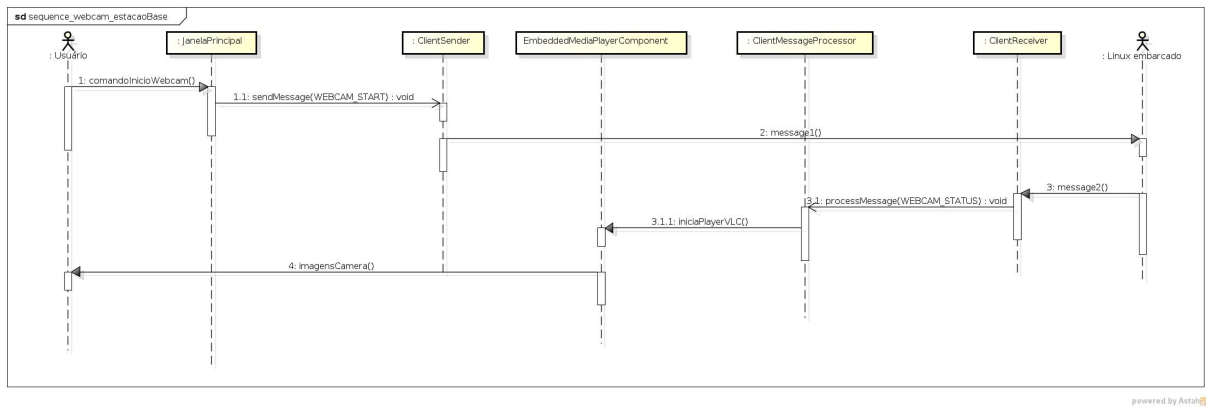 sd sequence_webcam_estacaoBase
: Usuário
: JanelaPrincipal
: ClientSender
EmbeddedMediaPlayerComponent
: ClientMessageProcessor
: ClientReceiver
: Linux embarcado
1: comandoInicioWebcam()
1.1: sendMessage(WEBCAM_START) : void
2: message1()
3: message2()
3.1: processMessage(WEBCAM_STATUS) : void
3.1.1: iniciaPlayerVLC()
4: imagensCamera()
powered by Astah